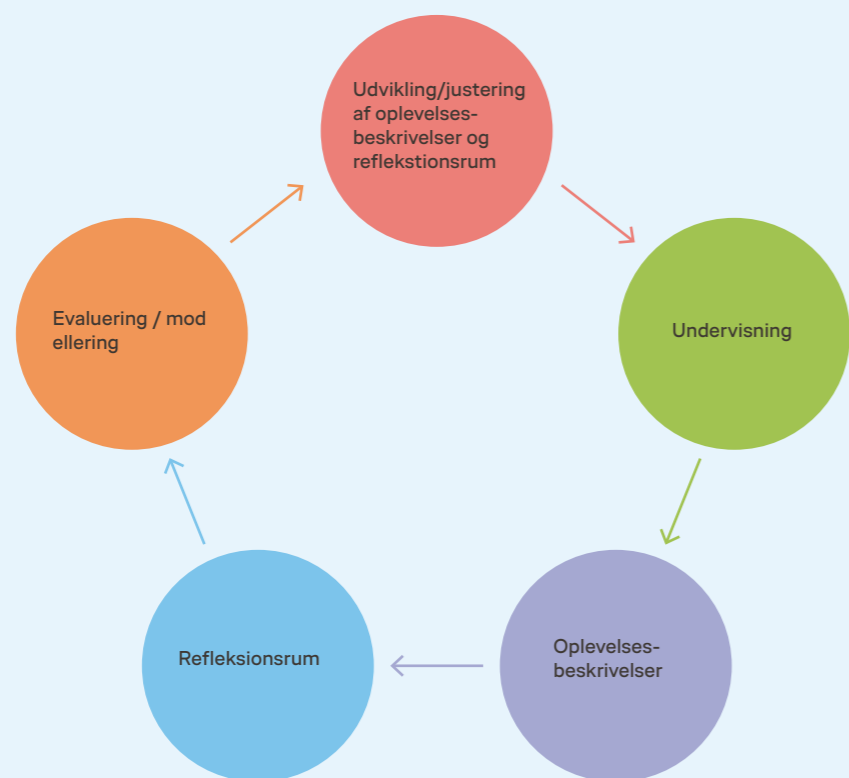 Udvikling/justering
af oplevelses-
beskrivelser og
reflekstionsrum
Undervisning
Oplevelses-
beskrivelser
Refleksionsrum
Evaluering / mod
ellering